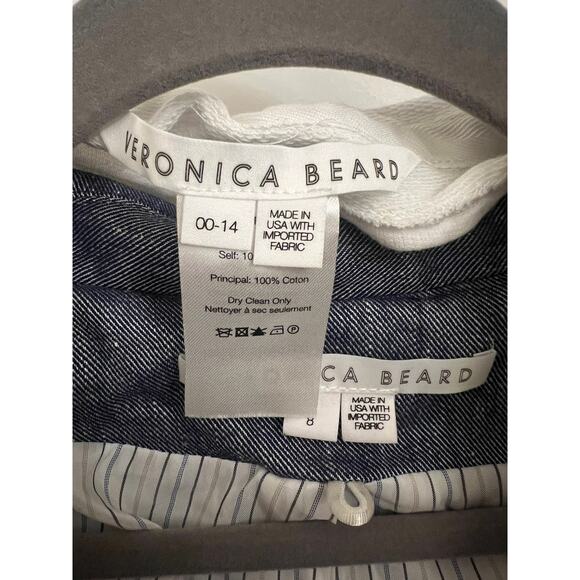 VERONICA BEARD
00-14
MADE IN
USA WITH
IMPORTED
FABRIC
Self: 10
Principal: 100% Coton
Dry Clean Only
Nettoyer à sec seulement
CA BEARD
8
MADE IN
USA WITH
IMPORTED
FABRIC